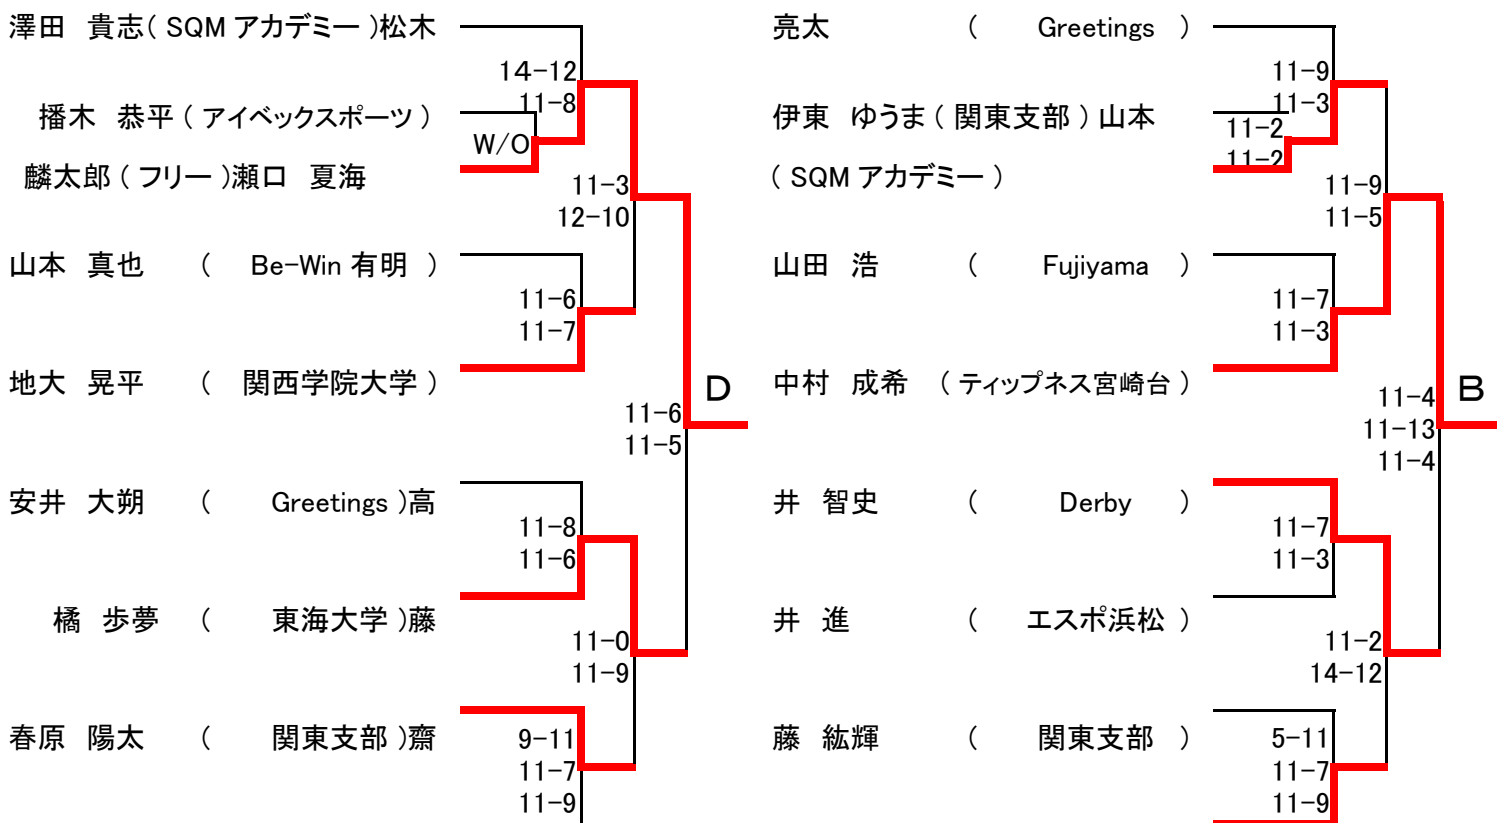 澤田 貴志( SQM アカデミー )松木
亮太 ( Greetings )
14-12
11-8
11-9
11-3
播木 恭平 ( アイベックスポーツ )
伊東 ゆうま ( 関東支部 ) 山本
W/O
11-2
11-2
麟太郎 ( フリー )瀬口 夏海
( SQM アカデミー )
11-3
12-10
11-9
11-5
山本 真也 ( Be-Win 有明 )
山田 浩 ( Fujiyama )
11-6
11-7
11-7
11-3
地大 晃平 ( 関西学院大学 )
中村 成希 ( ティップネス宮崎台 )
D
B
11-6
11-5
11-4
11-13
11-4
安井 大朔 ( Greetings )高
井 智史 ( Derby )
11-8
11-6
11-7
11-3
橘 歩夢 ( 東海大学 )藤
井 進 ( エスポ浜松 )
11-0
11-9
11-2
14-12
春原 陽太 ( 関東支部 )齋
藤 紘輝 ( 関東支部 )
9-11
11-7
11-9
5-11
11-7
11-9